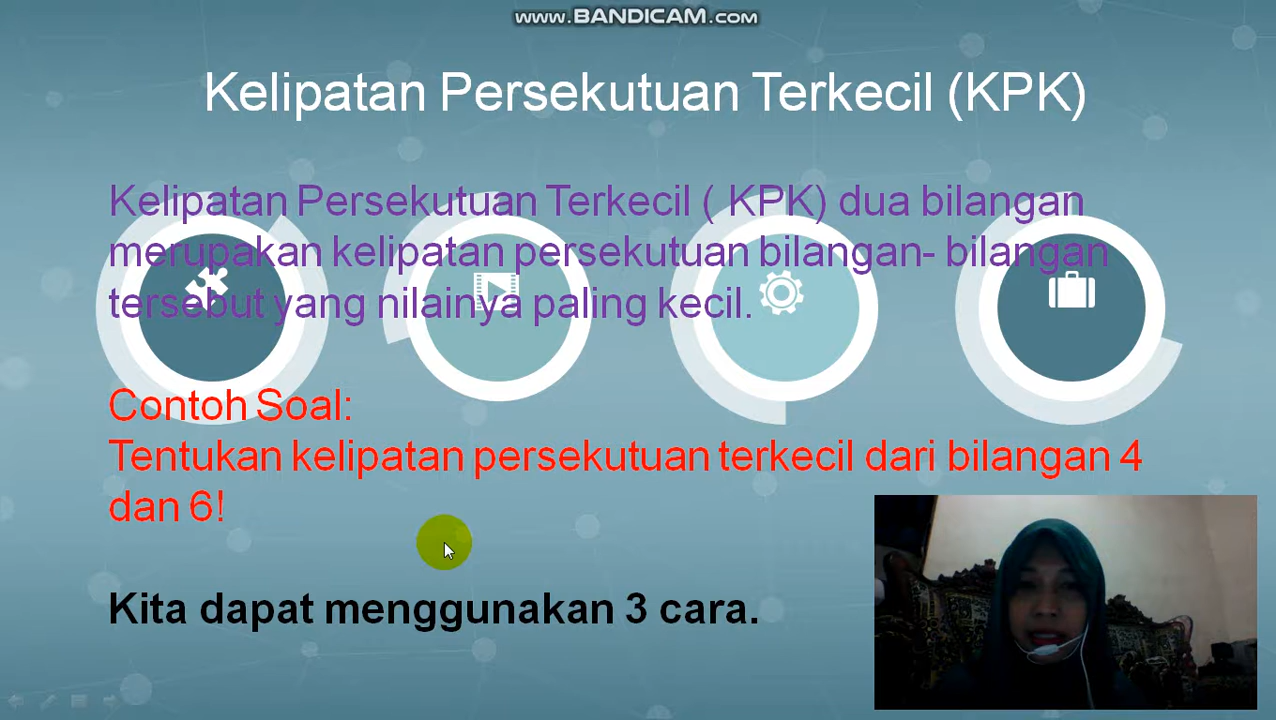 www.BANDICAM.com
Kelipatan Persekutuan Terkecil (KPK)
Kelipatan Persekutuan Terkecil ( KPK) dua bilangan
merupakan kelipatan persekutuan bilangan- bilangan
tersebut yang nilainya paling kecil.
Contoh Soal:
Tentukan kelipatan persekutuan terkecil dari bilangan 4
dan 6!
Kita dapat menggunakan 3 cara.